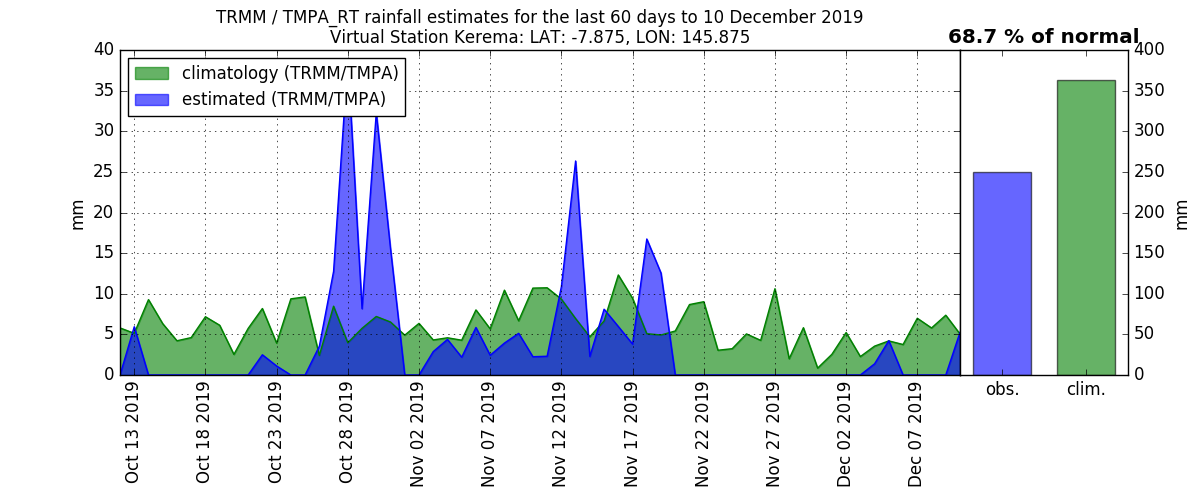 TRMM / TMPA_RT rainfall estimates for the last 60 days to 10 December 2019
Virtual Station Kerema: LAT: -7.875, LON: 145.875
68.7 % of normal
climatology (TRMM/TMPA)
estimated (TRMM/TMPA)
mm
40
35
30
25
20
15
10
5
0
Oct 13 2019
Oct 18 2019
Oct 23 2019
Oct 28 2019
Nov 02 2019
Nov 07 2019
Nov 12 2019
Nov 17 2019
Nov 22 2019
Nov 27 2019
Dec 02 2019
Dec 07 2019
obs.
clim.
400
350
300
250
200
150
100
50
0
mm